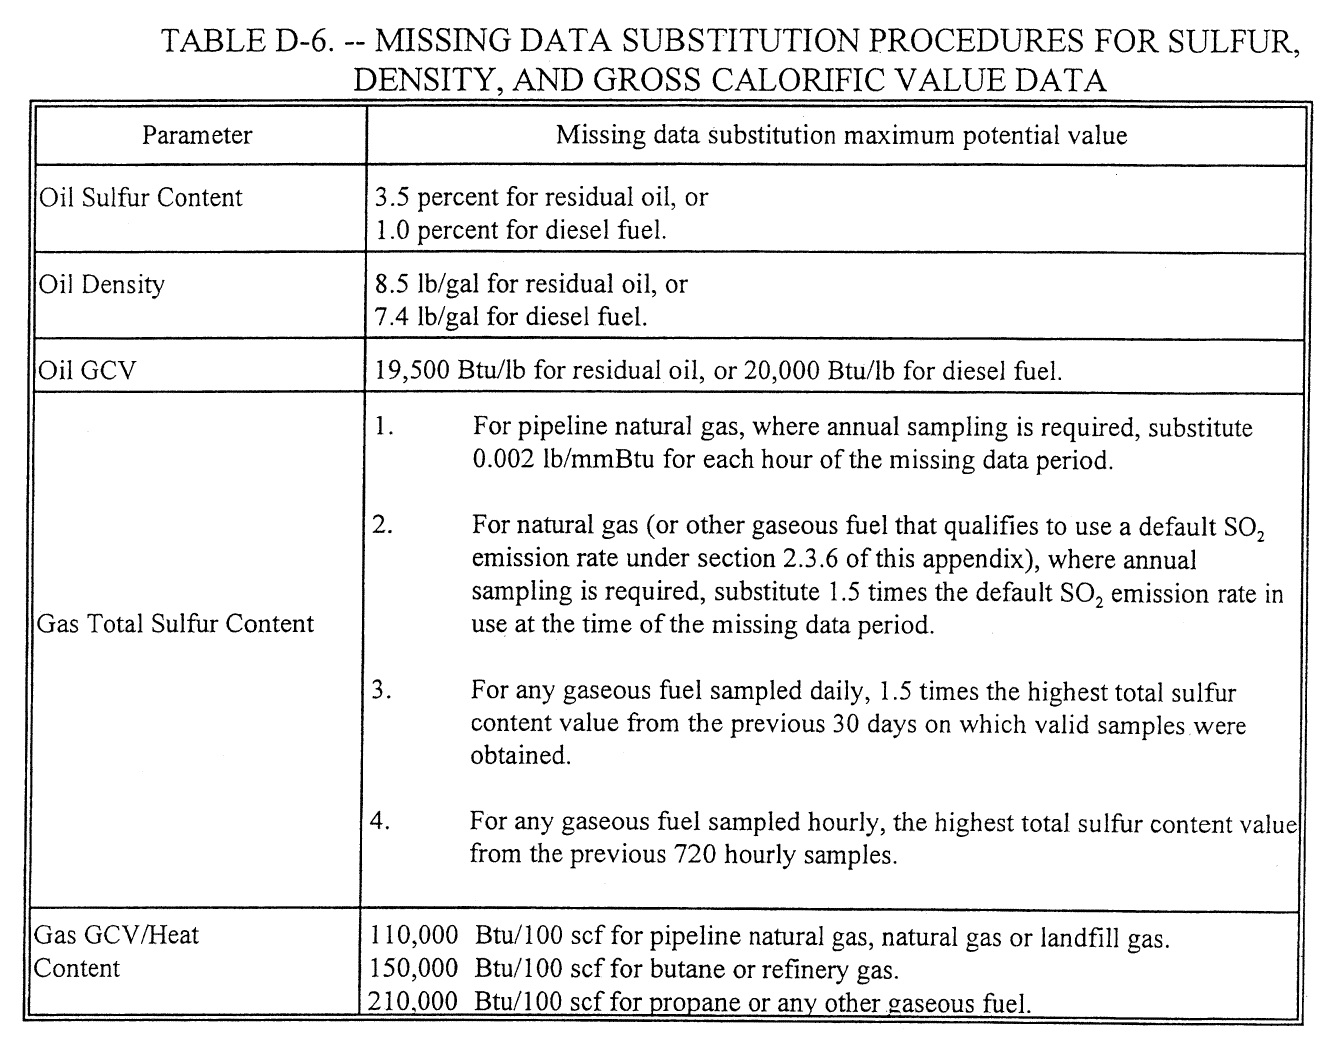 TABLE D-6. -- MISSING DATA SUBSTITUTION PROCEDURES FOR SULFUR,
DENSITY, AND GROSS CALORIFIC VALUE DATA
Parameter
Missing data substitution maximum potential value
Oil Sulfur Content
3.5 percent for residual oil, or
1.0 percent for diesel fuel.
Oil Density
8.5 lb/gal for residual oil, or
7.4 lb/gal for diesel fuel.
Oil GCV
19,500 Btu/lb for residual oil, or 20,000 Btu/lb for diesel fuel.
Gas Total Sulfur Content
1. For pipeline natural gas, where annual sampling is required, substitute
0.002 lb/mmBtu for each hour of the missing data period.
2. For natural gas (or other gaseous fuel that qualifies to use a default SO₂
emission rate under section 2.3.6 of this appendix), where annual
sampling is required, substitute 1.5 times the default SO₂ emission rate in
use at the time of the missing data period.
3. For any gaseous fuel sampled daily, 1.5 times the highest total sulfur
content value from the previous 30 days on which valid samples were
obtained.
4. For any gaseous fuel sampled hourly, the highest total sulfur content value
from the previous 720 hourly samples.
Gas GCV/Heat
Content
110,000 Btu/100 scf for pipeline natural gas, natural gas or landfill gas.
150,000 Btu/100 scf for butane or refinery gas.
210,000 Btu/100 scf for propane or any other gaseous fuel.